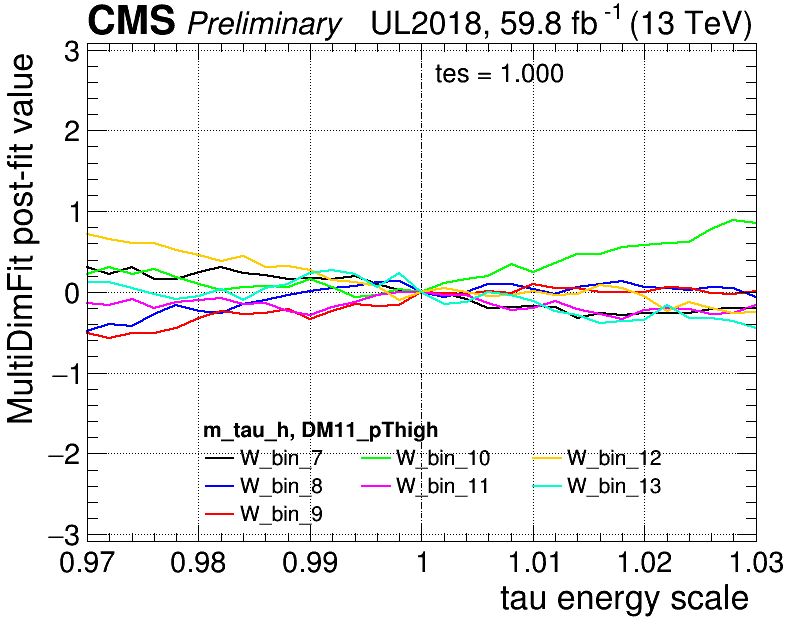 CMS Preliminary UL2018, 59.8 fb⁻¹ (13 TeV)
MultiDimFit post-fit value
3
2
1
0
−1
−2
−3
tes = 1.000
m_tau_h, DM11_pThigh
W_bin_7 W_bin_10 W_bin_12
W_bin_8 W_bin_11 W_bin_13
W_bin_9
0.97 0.98 0.99 1 1.01 1.02 1.03
tau energy scale